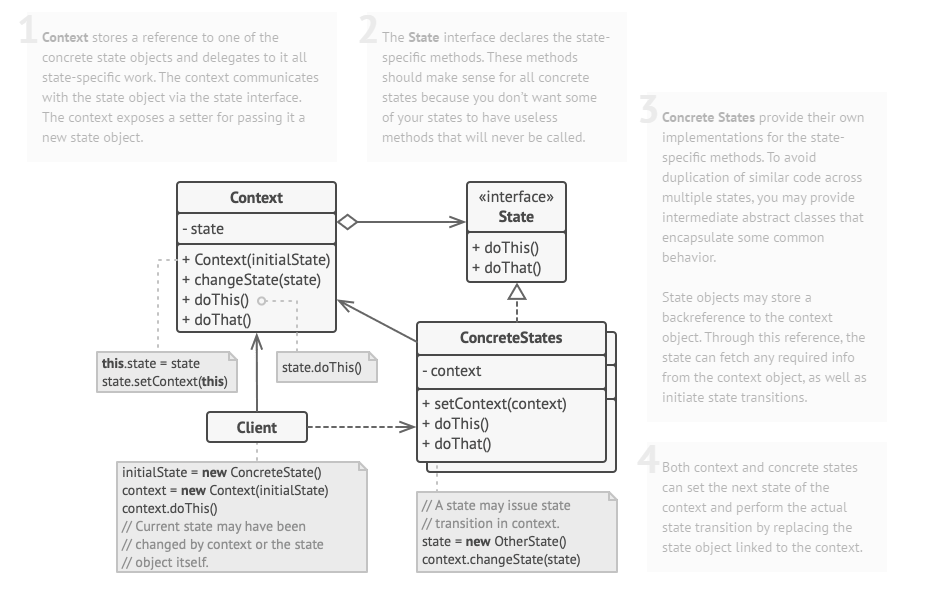 1
Context stores a reference to one of the
concrete state objects and delegates to it all
state-specific work. The context communicates
with the state object via the state interface.
The context exposes a setter for passing it a
new state object.
2
The State interface declares the state-
specific methods. These methods
should make sense for all concrete
states because you don't want some
of your states to have useless
methods that will never be called.
3
Concrete States provide their own
implementations for the state-
specific methods. To avoid
duplication of similar code across
multiple states, you may provide
intermediate abstract classes that
encapsulate some common
behavior.
State objects may store a
backreference to the context
object. Through this reference, the
state can fetch any required info
from the context object, as well as
initiate state transitions.
4
Both context and concrete states
can set the next state of the
context and perform the actual
state transition by replacing the
state object linked to the context.
Context
- state
+ Context(initialState)
+ changeState(state)
+ doThis()
+ doThat()
«interface»
State
+ doThis()
+ doThat()
this.state = state
state.setContext(this)
state.doThis()
ConcreteStates
- context
+ setContext(context)
+ doThis()
+ doThat()
Client
initialState = new ConcreteState()
context = new Context(initialState)
context.doThis()
// Current state may have been
// changed by context or the state
// object itself.
// A state may issue state
// transition in context.
state = new OtherState()
context.changeState(state)